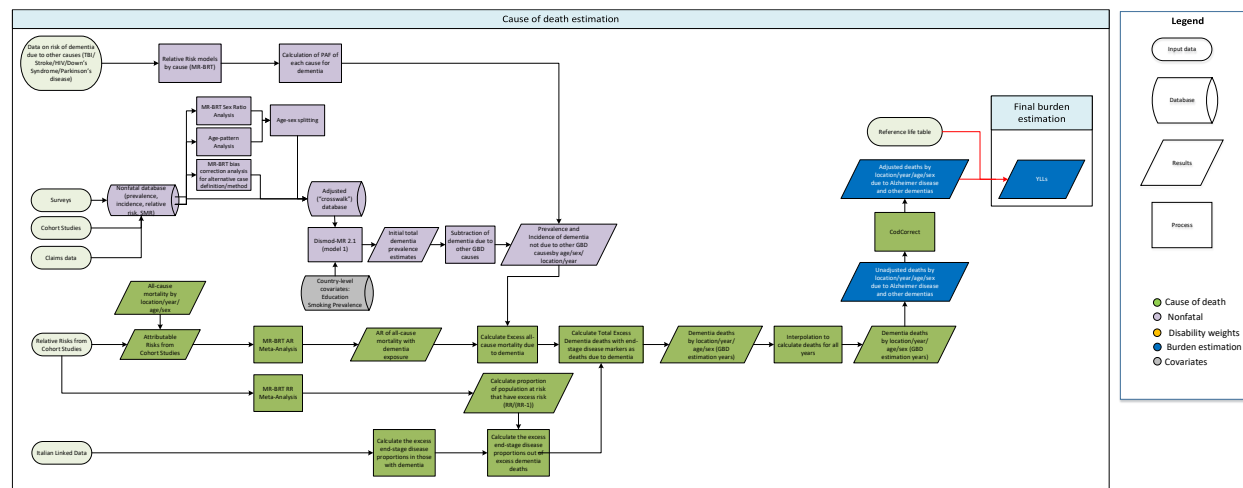 Cause of death estimation
Data on risk of dementia
due to other causes (TBI/
Stroke/HIV/Down's
Syndrome/Parkinson's
disease)
Relative Risk models
by cause (MR-BRT)
Calculation of PAF of
each cause for
dementia
MR-BRT Sex Ratio
Analysis
Age-pattern
Analysis
MR-BRT bias
correction analysis
for alternative case
definition/method
Age-sex splitting
Surveys
Cohort Studies
Claims data
Nonfatal database
(prevalence,
incidence, relative
risk, SMR)
Adjusted
("crosswalk")
database
Dismod-MR 2.1
(model 1)
Initial total
dementia
prevalence
estimates
Subtraction of
dementia due to
other GBD
causes
Prevalence and
Incidence of dementia
not due to other GBD
causesby age/sex/
location/year
Country-level
covariates:
Education
Smoking Prevalence
All-cause
mortality by
location/year/
age/sex
Relative Risks from
Cohort Studies
Attributable
Risks from
Cohort Studies
MR-BRT AR
Meta-Analysis
AR of all-cause
mortality with
dementia
exposure
Calculate Excess all-
cause mortality due
to dementia
Calculate Total Excess
Dementia deaths with end-
stage disease markers as
deaths due to dementia
Dementia deaths
by location/year/
age/sex (GBD
estimation years)
Interpolation to
calculate deaths for all
years
Dementia deaths
by location/year/
age/sex (GBD
estimation years)
MR-BRT RR
Meta-Analysis
Calculate proportion
of population at risk
that have excess risk
(RR/(RR-1))
Italian Linked Data
Calculate the excess
end-stage disease
proportions in those
with dementia
Calculate the excess
end-stage disease
proportions out of
excess dementia
deaths
Unadjusted deaths by
location/year/age/sex
due to Alzheimer disease
and other dementias
CodCorrect
Adjusted deaths by
location/year/age/sex
due to Alzheimer disease
and other dementias
Reference life table
Final burden
estimation
YLLs
Legend
Input data
Database
Results
Process
Cause of death
Nonfatal
Disability weights
Burden estimation
Covariates